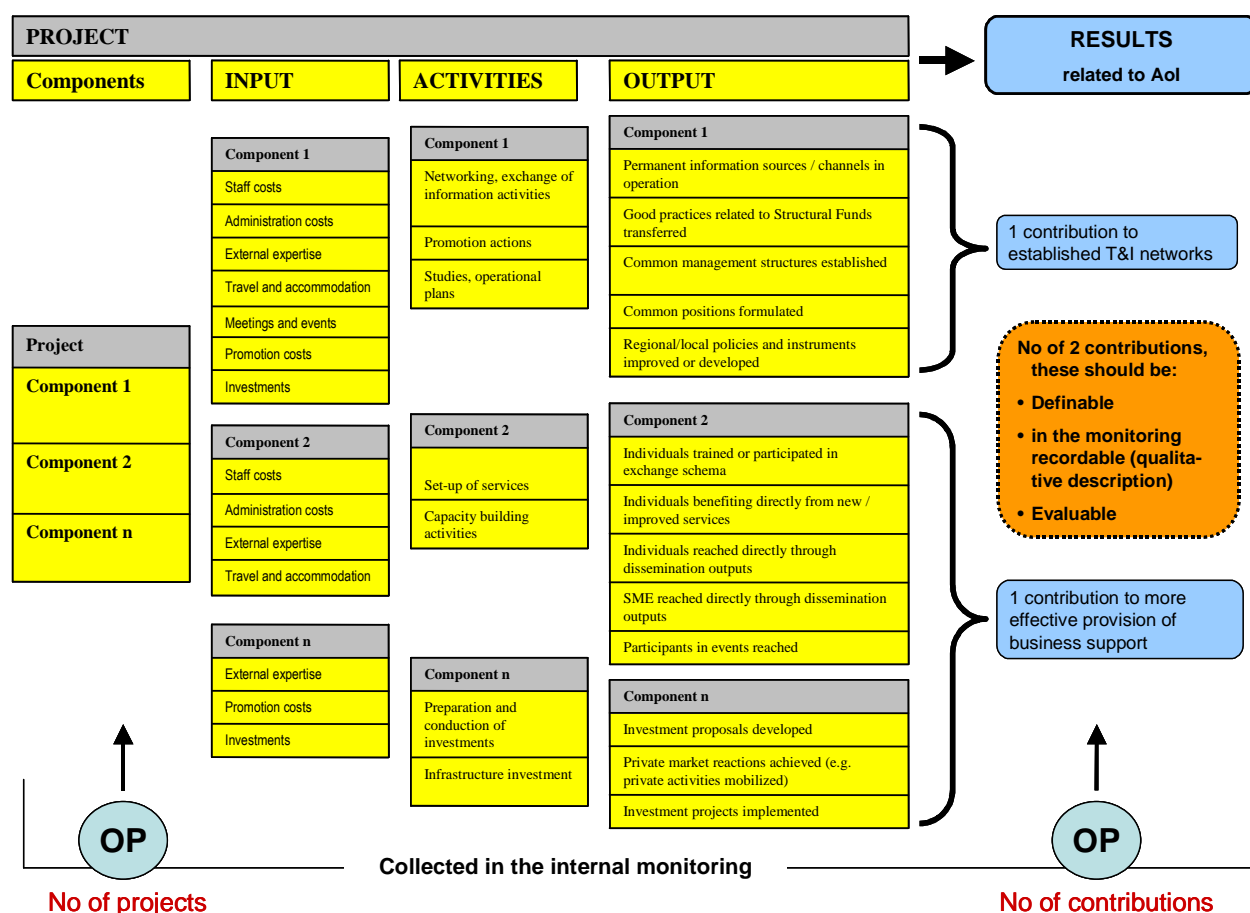 PROJECT
RESULTS
related to AoI
Components
INPUT
ACTIVITIES
OUTPUT
Project
Component 1
Component 2
Component n
Component 1
Staff costs
Administration costs
External expertise
Travel and accommodation
Meetings and events
Promotion costs
Investments
Component 2
Staff costs
Administration costs
External expertise
Travel and accommodation
Component n
External expertise
Promotion costs
Investments
Component 1
Networking, exchange of
information activities
Promotion actions
Studies, operational
plans
Component 2
Set-up of services
Capacity building
activities
Component n
Preparation and
conduction of
investments
Infrastructure investment
Component 1
Permanent information sources / channels in
operation
Good practices related to Structural Funds
transferred
Common management structures established
Common positions formulated
Regional/local policies and instruments
improved or developed
Component 2
Individuals trained or participated in
exchange schema
Individuals benefiting directly from new /
improved services
Individuals reached directly through
dissemination outputs
SME reached directly through dissemination
outputs
Participants in events reached
Component n
Investment proposals developed
Private market reactions achieved (e.g.
private activities mobilized)
Investment projects implemented
1 contribution to
established T&I networks
No of 2 contributions,
these should be:
• Definable
• in the monitoring
recordable (qualita-
tive description)
• Evaluable
1 contribution to more
effective provision of
business support
OP
Collected in the internal monitoring
OP
No of projects
No of contributions